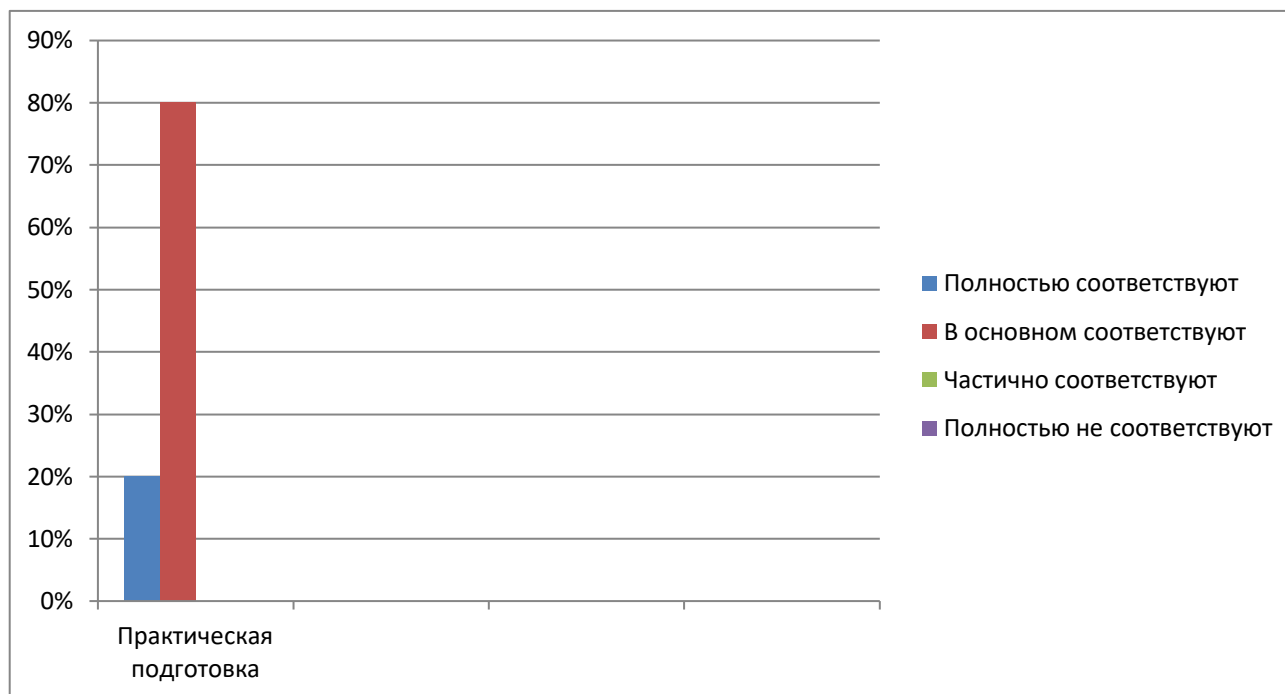 90%
80%
70%
60%
50%
40%
30%
20%
10%
0%
Практическая
подготовка
Полностью соответствуют
В основном соответствуют
Частично соответствуют
Полностью не соответствуют